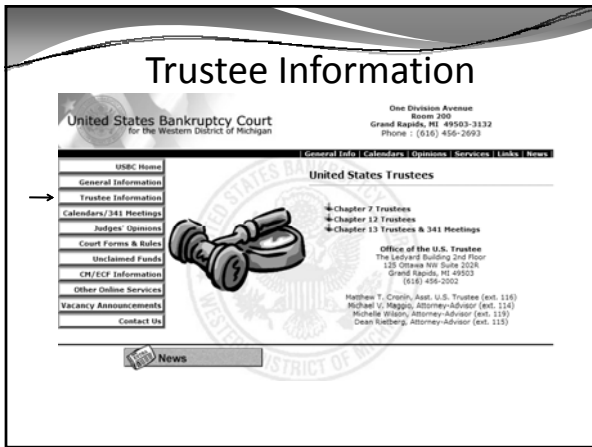 Trustee Information
United States Bankruptcy Court
for the Western District of Michigan
One Division Avenue
Room 200
Grand Rapids, MI 49503-3132
Phone : (616) 456-2693
General Info | Calendars | Opinions | Services | Links | News |
USBC Home
General Information
Trustee Information
Calendars/341 Meetings
Judges' Opinions
Court Forms & Rules
Unclaimed Funds
CM/ECF Information
Other Online Services
Vacancy Announcements
Contact Us
United States Trustees
Chapter 7 Trustees
Chapter 12 Trustees
Chapter 13 Trustees & 341 Meetings
Office of the U.S. Trustee
The Ledyard Building 2nd Floor
125 Ottawa NW Suite 202R
Grand Rapids, MI 49503
(616) 456-2002
Matthew T. Cronin, Asst. U.S. Trustee (ext. 116)
Michael V. Maggio, Attorney-Advisor (ext. 114)
Michelle Wilson, Attorney-Advisor (ext. 119)
Dean Rietberg, Attorney-Advisor (ext. 115)
News